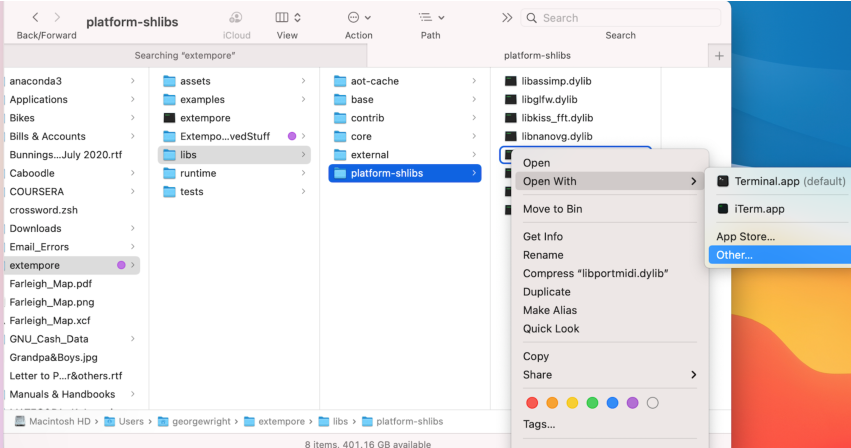 platform-shlibs
Search
Back/Forward
iCloud
View
Action
Path
Search
Searching “extempore”
platform-shlibs
anaconda3
Applications
Bikes
Bills & Accounts
Bunnings...July 2020.rtf
Caboodle
COURSERA
crossword.zsh
Downloads
Email_Errors
extempore
Farleigh_Map.pdf
Farleigh_Map.png
Farleigh_Map.xcf
GNU_Cash_Data
Grandpa&Boys.jpg
Letter to P...r&others.rtf
Manuals & Handbooks
assets
examples
extempore
Extempo...vedStuff
libs
runtime
tests
aot-cache
base
contrib
core
external
platform-shlibs
libassimp.dylib
libglfw.dylib
libkiss_fft.dylib
libnanovg.dylib
Open
Open With
Move to Bin
Get Info
Rename
Compress “libportmidi.dylib”
Duplicate
Make Alias
Quick Look
Copy
Share
Tags...
Terminal.app (default)
iTerm.app
App Store...
Other...
Macintosh HD › Users › georgewright › extempore › libs › platform-shlibs
8 items, 401.16 GB available